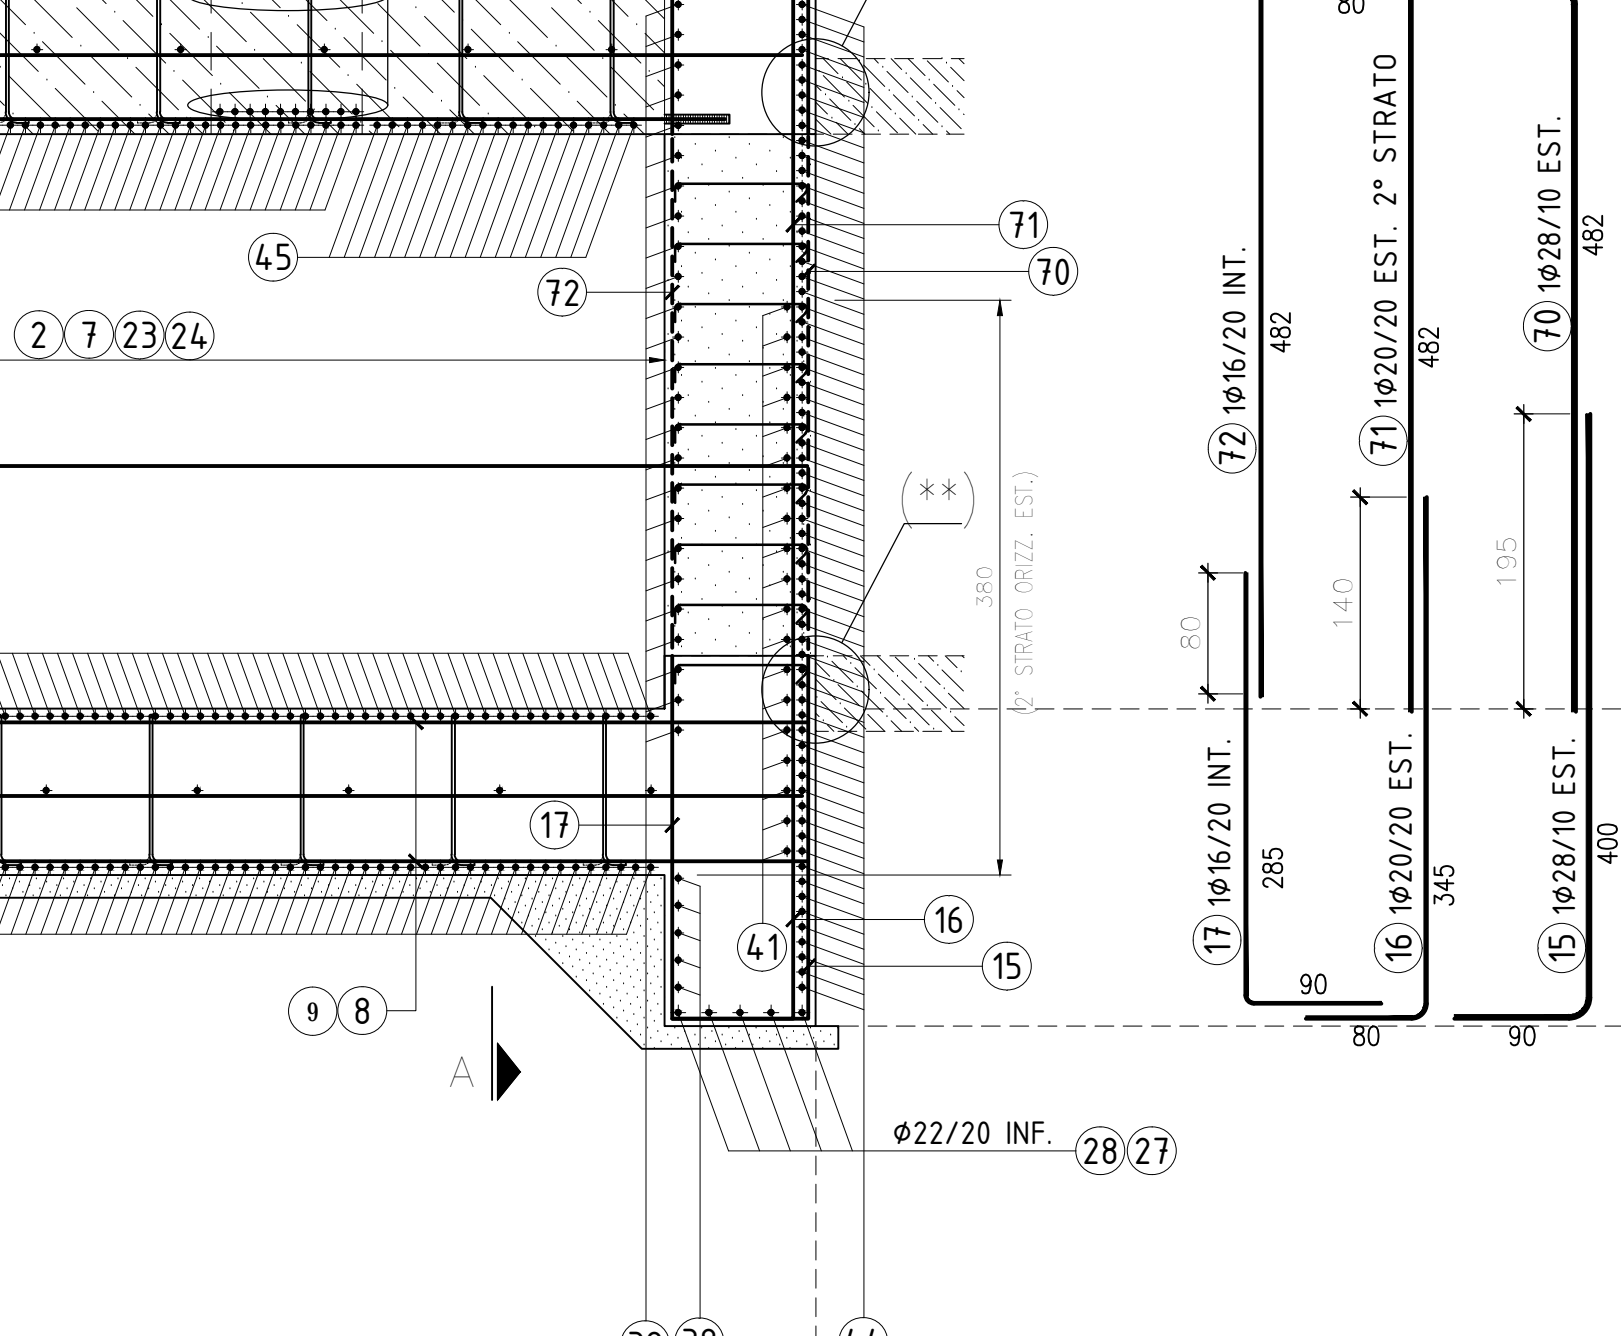 80
45
72
71
70
2 7 23 24
(**)
380
(2° STRATO ORIZZ. EST.)
17
41
16
15
9 8
A
Φ22/20 INF. 28 27
72 1Φ16/20 INT.
482
71 1Φ20/20 EST. 2° STRATO
482
70 1Φ28/10 EST.
482
80
140
195
17 1Φ16/20 INT.
285
90
16 1Φ20/20 EST.
345
80
15 1Φ28/10 EST.
400
90